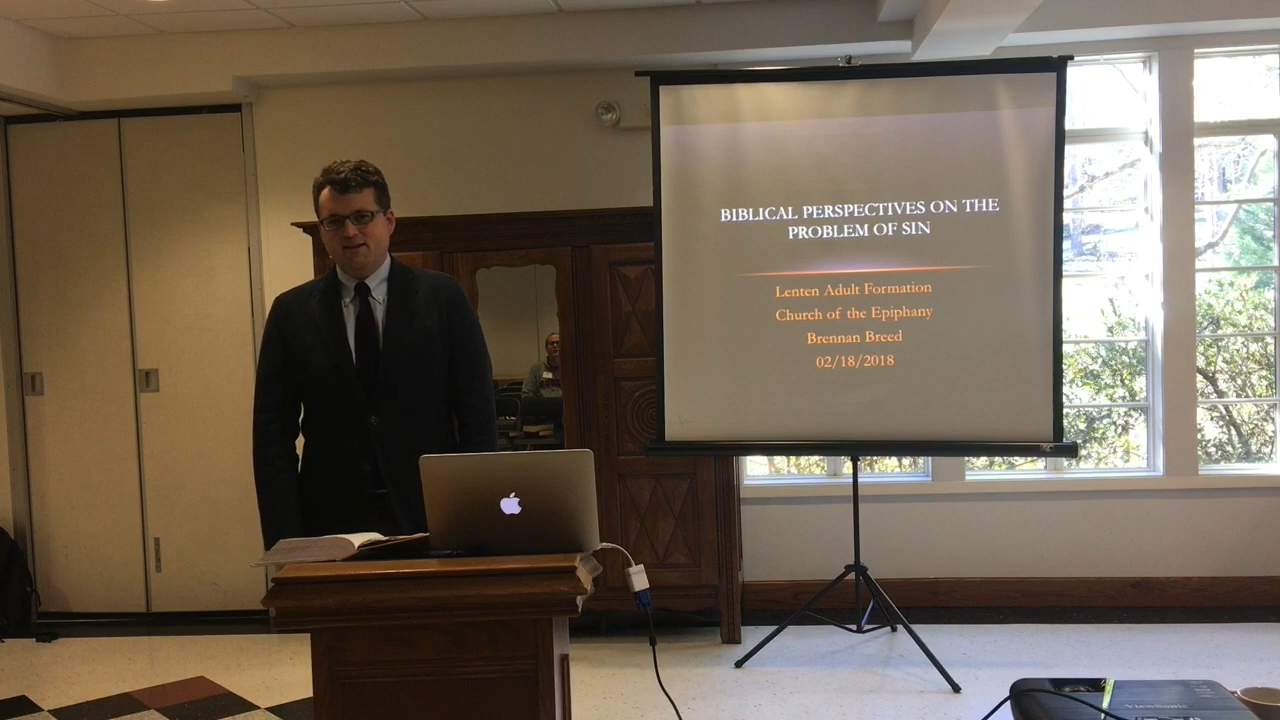 BIBLICAL PERSPECTIVES ON THE
PROBLEM OF SIN
Lenten Adult Formation
Church of the Epiphany
Brennan Breed
02/18/2018
ViewSonic